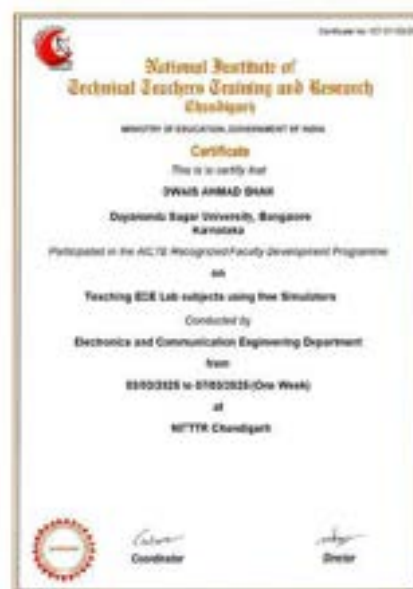 National Institute of
Technical Teachers Training and Research
Chandigarh
MINISTRY OF EDUCATION, GOVERNMENT OF INDIA
Certificate
This is to certify that
OWAIS AHMAD SHAH
Dayananda Sagar University, Bangalore
Karnataka
Participated in the AICTE Recognized Faculty Development Programme
on
Teaching ECE Lab subjects using free Simulators
Conducted by
Electronics and Communication Engineering Department
from
03/03/2025 to 07/03/2025 (One Week)
at
NITTTR Chandigarh
Coordinator
Director